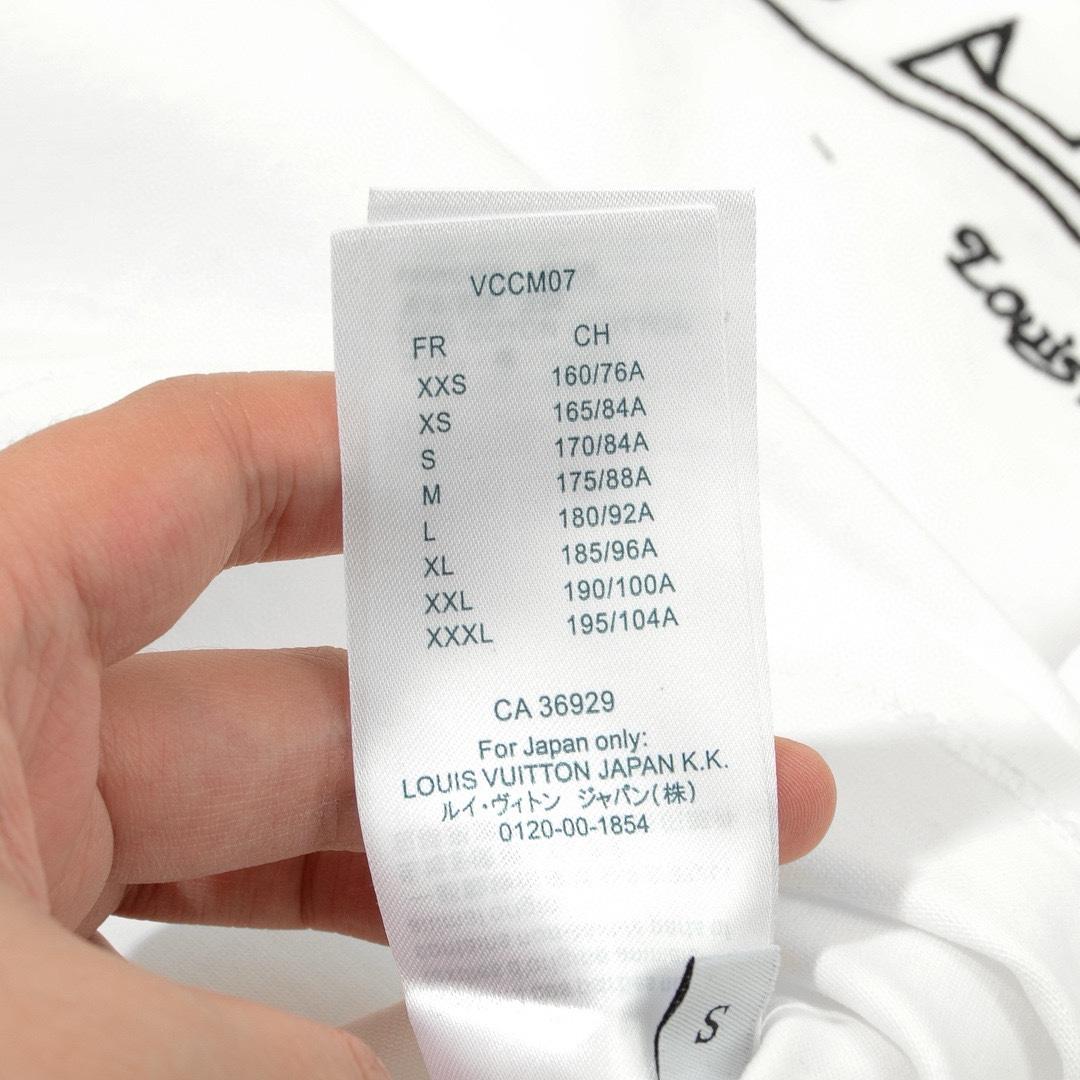 VCCM07
FR CH
XXS 160/76A
XS 165/84A
S 170/84A
M 175/88A
L 180/92A
XL 185/96A
XXL 190/100A
XXXL 195/104A
CA 36929
For Japan only:
LOUIS VUITTON JAPAN K.K.
ルイ・ヴィトン ジャパン(株)
0120-00-1854
S
Louis